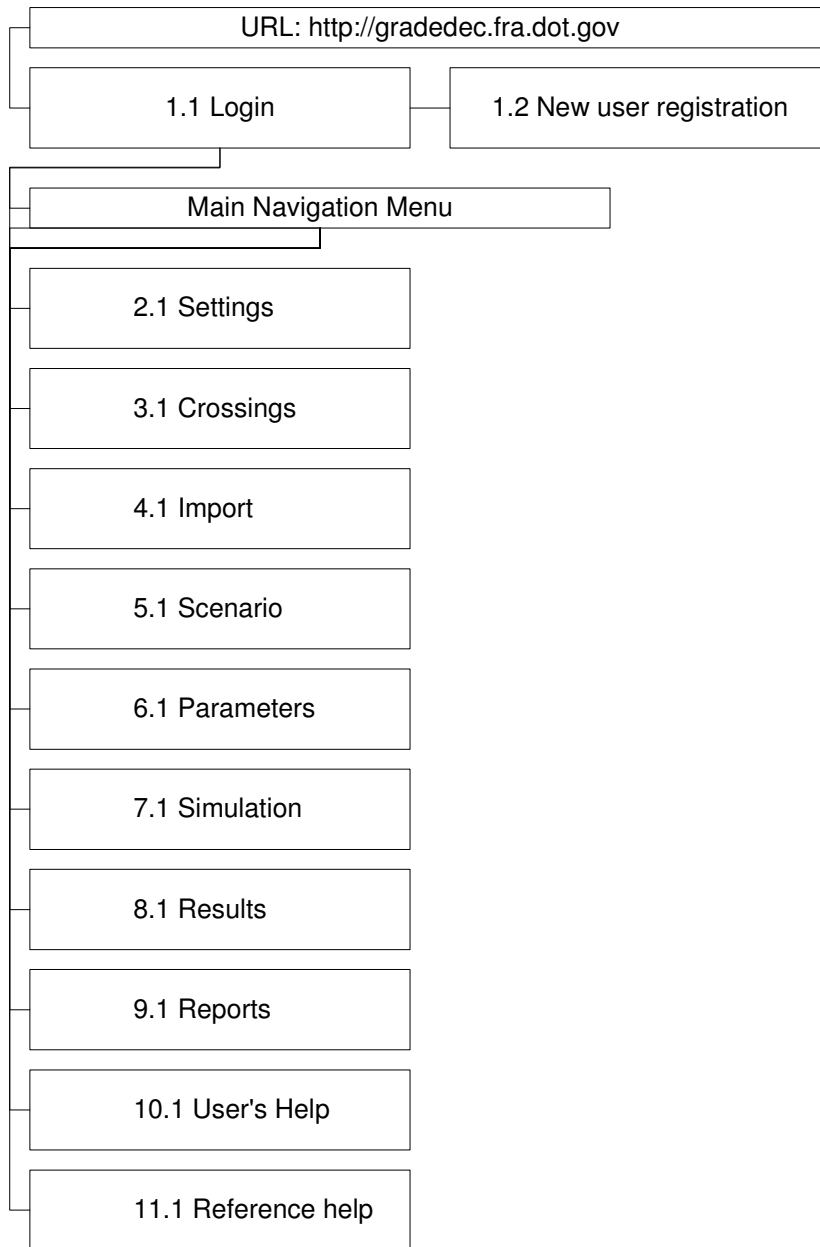 URL: http://gradedec.fra.dot.gov
1.1 Login
1.2 New user registration
Main Navigation Menu
2.1 Settings
3.1 Crossings
4.1 Import
5.1 Scenario
6.1 Parameters
7.1 Simulation
8.1 Results
9.1 Reports
10.1 User's Help
11.1 Reference help